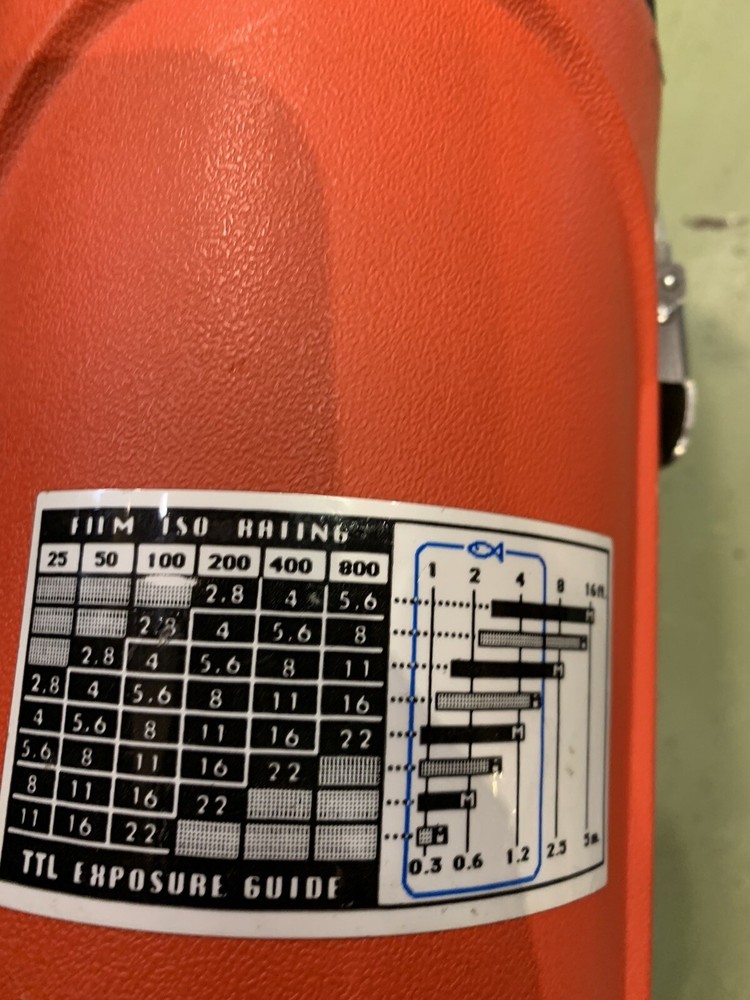 FILM ISO RATING
25 50 100 200 400 800
2.8 4 5.6
2.8 4 5.6 8
2.8 4 5.6 8 11
2.8 4 5.6 8 11 16
4 5.6 8 11 16 22
5.6 8 11 16 22
8 11 16 22
11 16 22
TTL EXPOSURE GUIDE
1 2 4 8 16 ft.
M
M
M
M
M
M
M
M
0.3 0.6 1.2 2.5 5m.